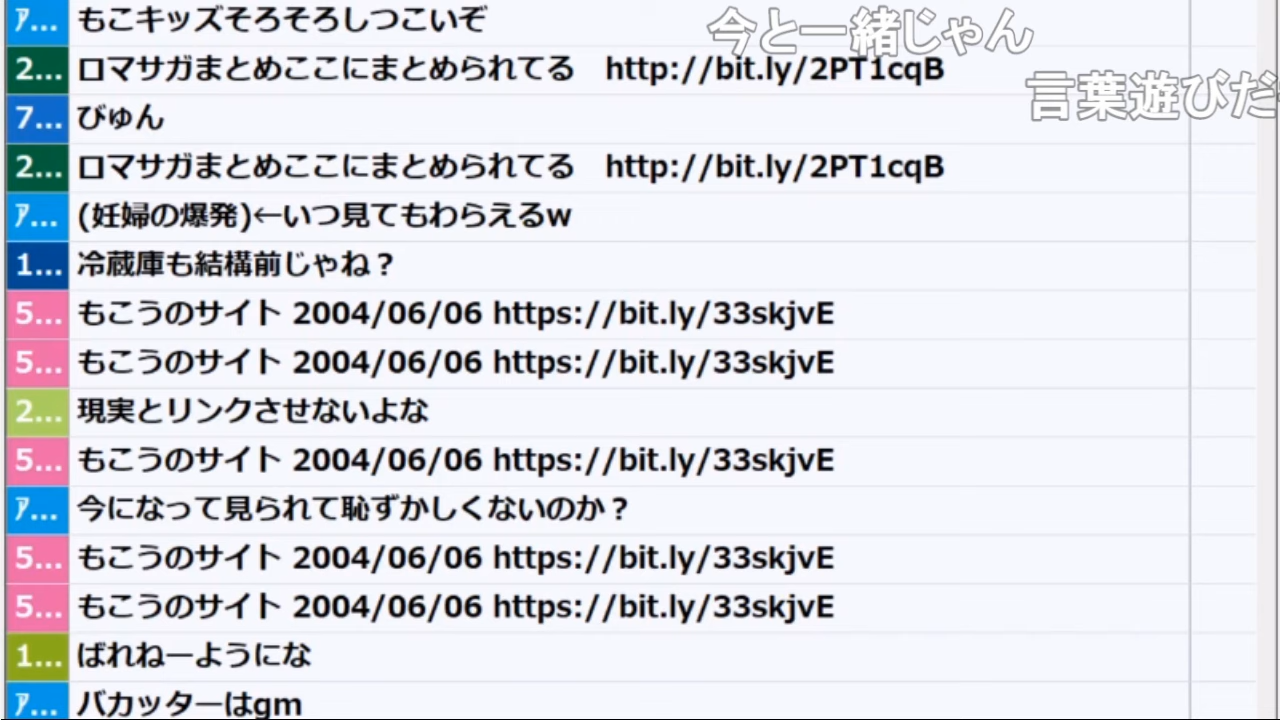 ｱ... もこキッズそろそろしつこいぞ
今と一緒じゃん
2... ロマサガまとめここにまとめられてる　http://bit.ly/2PT1cqB
言葉遊びだ
7... びゅん
2... ロマサガまとめここにまとめられてる　http://bit.ly/2PT1cqB
ｱ... (妊婦の爆発)←いつ見てもわらえるw
1... 冷蔵庫も結構前じゃね？
5... もこうのサイト 2004/06/06 https://bit.ly/33skjvE
5... もこうのサイト 2004/06/06 https://bit.ly/33skjvE
2... 現実とリンクさせないよな
5... もこうのサイト 2004/06/06 https://bit.ly/33skjvE
ｱ... 今になって見られて恥ずかしくないのか？
5... もこうのサイト 2004/06/06 https://bit.ly/33skjvE
5... もこうのサイト 2004/06/06 https://bit.ly/33skjvE
1... ばれねーようにな
ｱ... バカッターはgm